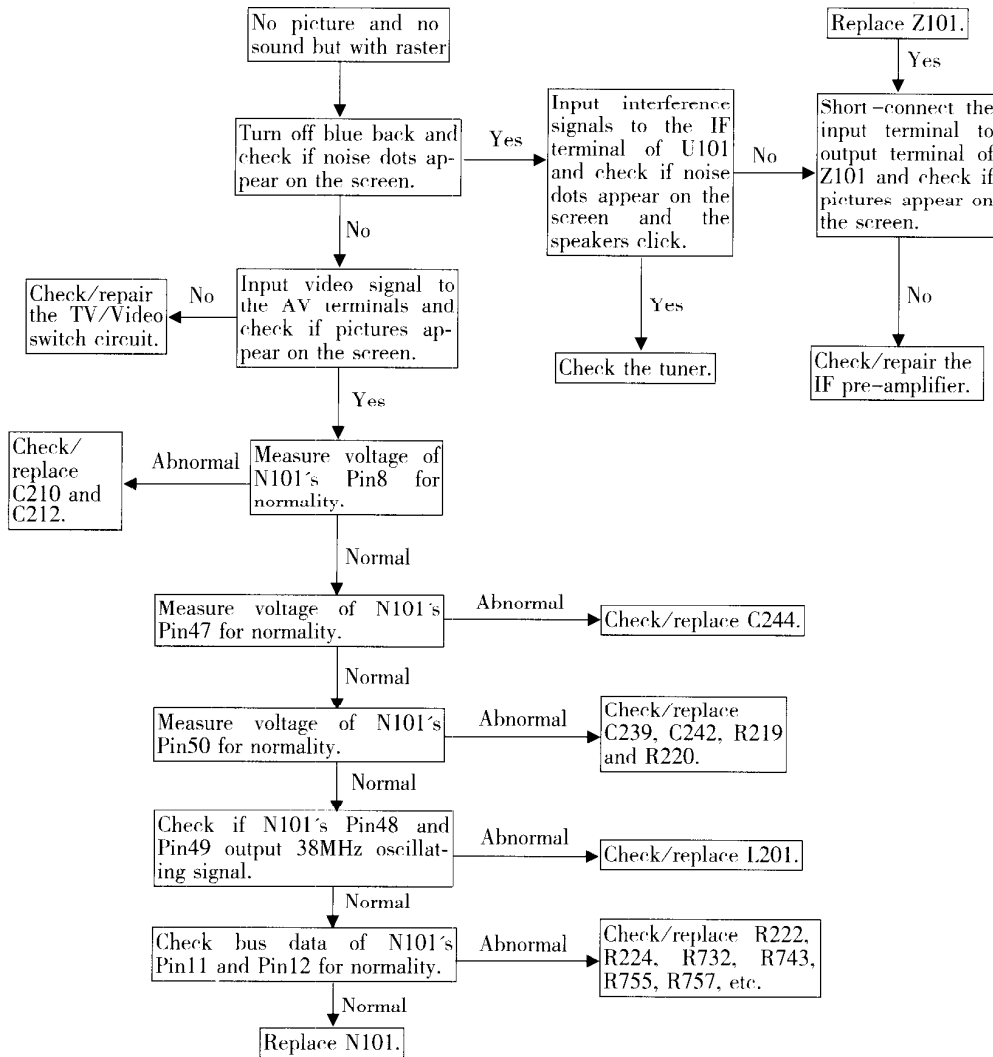 No picture and no
sound but with raster
Turn off blue back and
check if noise dots ap-
pear on the screen.
Yes
Input interference
signals to the IF
terminal of U101
and check if noise
dots appear on the
screen and the
speakers click.
No
Short-connect the
input terminal to
output terminal of
Z101 and check if
pictures appear on
the screen.
Yes
Replace Z101.
No
Check/repair the
IF pre-amplifier.
Yes
Check the tuner.
No
Input video signal to
the AV terminals and
check if pictures ap-
pear on the screen.
No
Check/repair
the TV/Video
switch circuit.
Yes
Measure voltage of
N101's Pin8 for
normality.
Abnormal
Check/
replace
C210 and
C212.
Normal
Measure voltage of N101's
Pin47 for normality.
Abnormal
Check/replace C244.
Normal
Measure voltage of N101's
Pin50 for normality.
Abnormal
Check/replace
C239, C242, R219
and R220.
Normal
Check if N101's Pin48 and
Pin49 output 38MHz oscillat-
ing signal.
Abnormal
Check/replace L201.
Normal
Check bus data of N101's
Pin11 and Pin12 for normality.
Abnormal
Check/replace R222,
R224, R732, R743,
R755, R757, etc.
Normal
Replace N101.